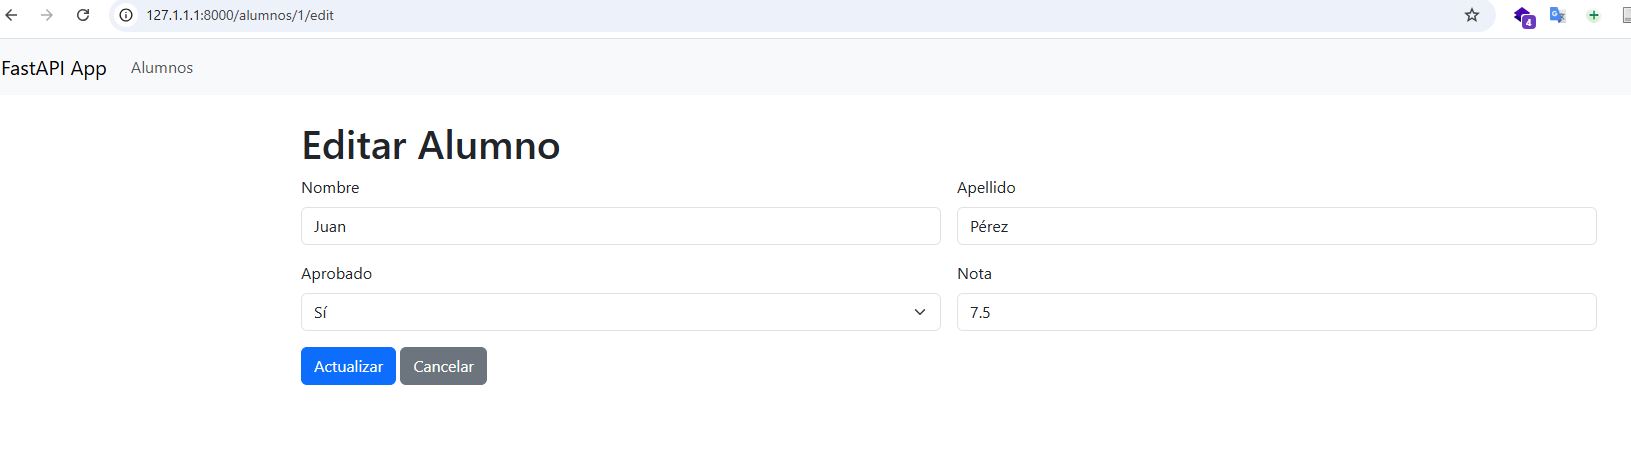 127.1.1.1:8000/alumnos/1/edit
4
FastAPI App Alumnos
Editar Alumno
Nombre Apellido
Juan Pérez
Aprobado Nota
Sí 7.5
Actualizar Cancelar